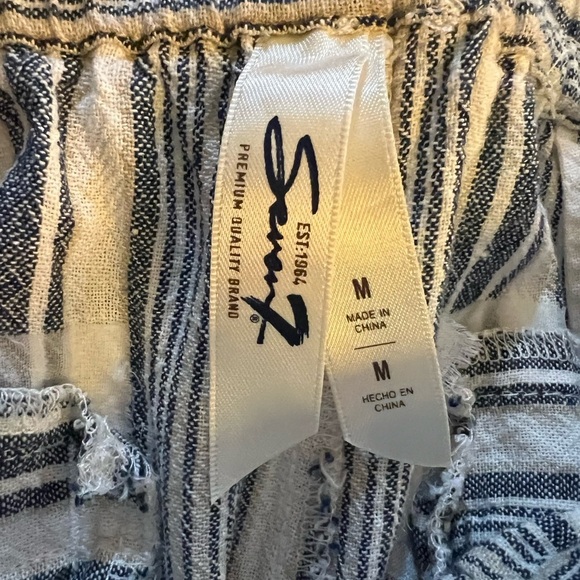 Seven7®
EST:1964
PREMIUM QUALITY BRAND
M
MADE IN
CHINA
M
HECHO EN
CHINA